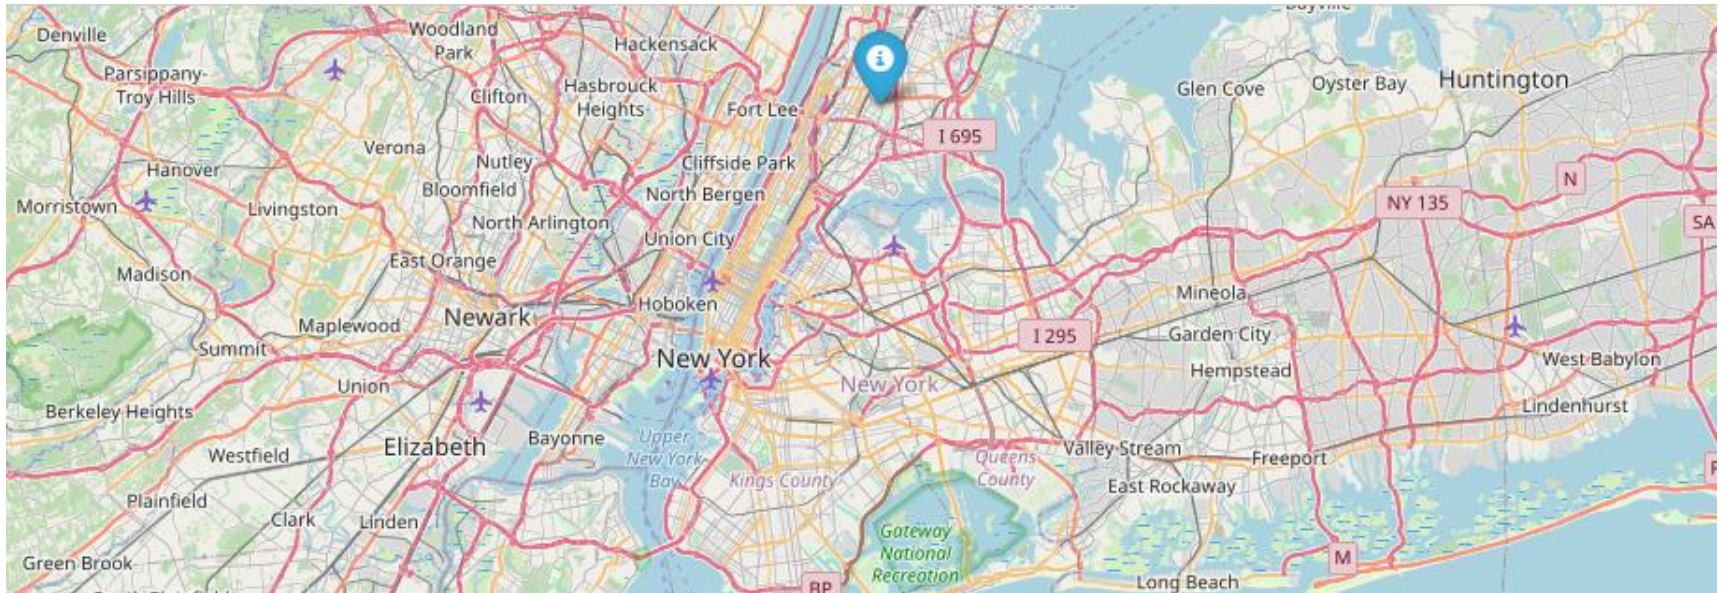 Denville
Woodland
Park
Hackensack
Parsippany-
Troy Hills
Clifton
Hasbrouck
Heights
Fort Lee
i
Glen Cove
Oyster Bay
Huntington
I 695
Verona
Nutley
Cliffside Park
Hanover
Bloomfield
North Bergen
N
Morristown
Livingston
North Arlington
NY 135
SA
Union City
East Orange
Madison
Hoboken
Mineola
Newark
Maplewood
Summit
I 295
Garden City
New York
West Babylon
Union
New York
Hempstead
Berkeley Heights
Lindenhurst
Elizabeth
Bayonne
Upper
New York
Bay
Westfield
Kings County
Queens
County
Valley Stream
Freeport
East Rockaway
Plainfield
Clark
Linden
Gateway
National
Recreation
Green Brook
M
BP
Long Beach